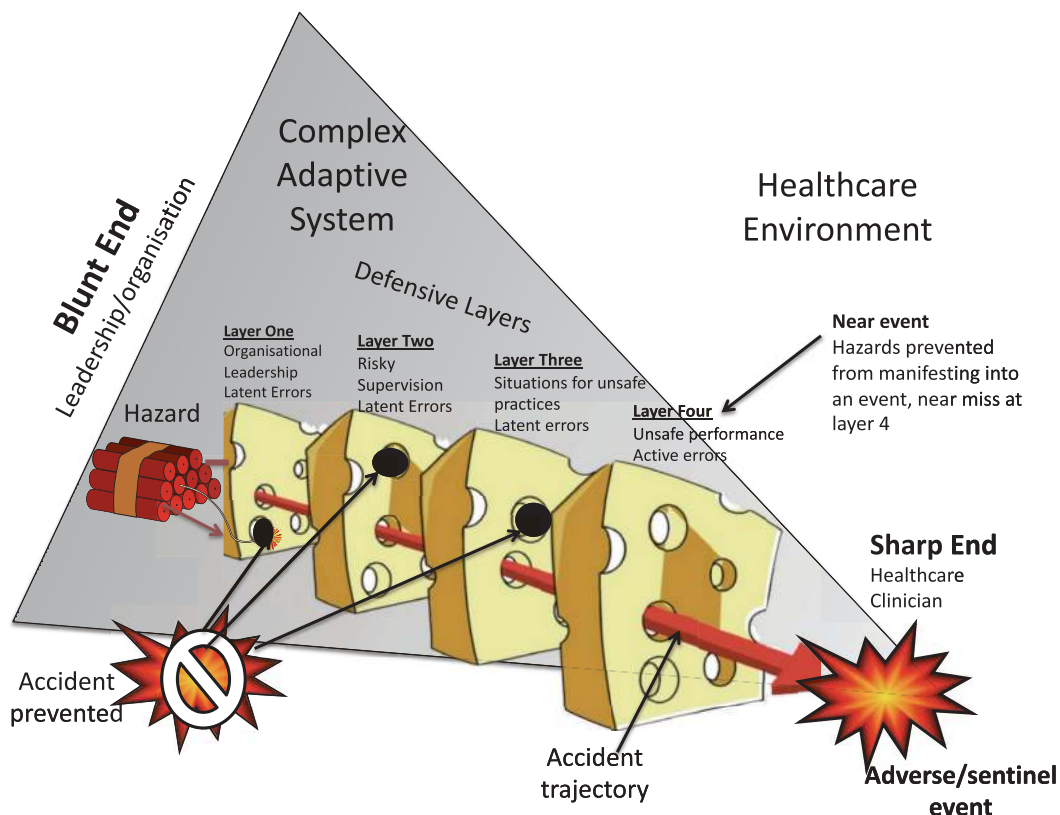 Complex
Adaptive
System
Healthcare
Environment
Blunt End
Leadership/organisation
Defensive Layers
Layer One
Organisational
Leadership
Latent Errors
Layer Two
Risky
Supervision
Latent Errors
Layer Three
Situations for unsafe
practices
Latent errors
Layer Four
Unsafe performance
Active errors
Near event
Hazards prevented
from manifesting into
an event, near miss at
layer 4
Hazard
Sharp End
Healthcare
Clinician
Accident
prevented
Accident
trajectory
Adverse/sentinel
event